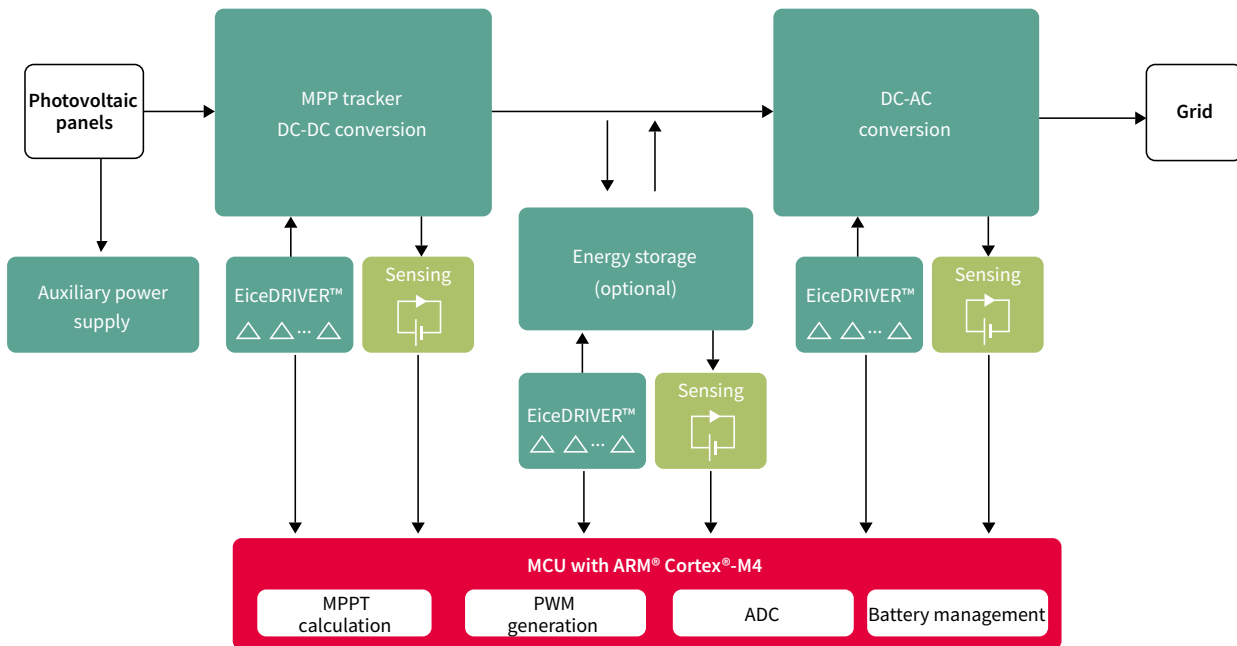 Photovoltaic
panels
MPP tracker
DC-DC conversion
DC-AC
conversion
Grid
Auxiliary power
supply
EiceDRIVER™
...
Sensing
Energy storage
(optional)
EiceDRIVER™
...
Sensing
EiceDRIVER™
...
Sensing
MCU with ARM® Cortex®-M4
MPPT
calculation
PWM
generation
ADC
Battery management